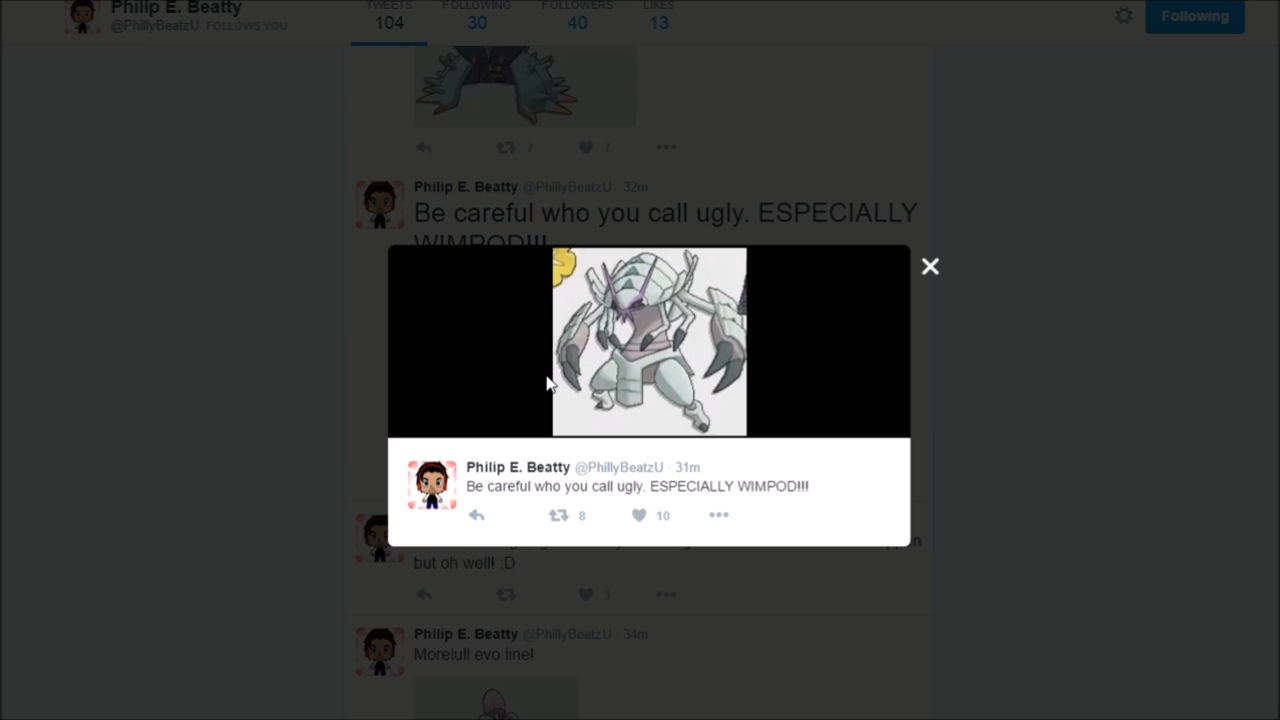 Philip E. Beatty
@PhillyBeatzU FOLLOWS YOU
TWEETS
104
FOLLOWING
30
FOLLOWERS
40
LIKES
13
Following
7 7
Philip E. Beatty @PhillyBeatzU · 32m
Be careful who you call ugly. ESPECIALLY
WIMPOD!!!
Philip E. Beatty @PhillyBeatzU · 31m
Be careful who you call ugly. ESPECIALLY WIMPOD!!!
8 10
but oh well! :D
3
Philip E. Beatty @PhillyBeatzU · 34m
Morelull evo line!